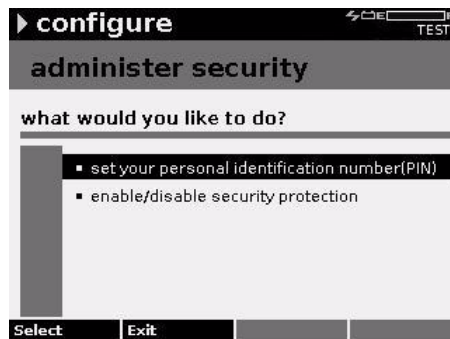 configure
TEST
administer security
what would you like to do?
▪ set your personal identification number(PIN)
▪ enable/disable security protection
Select Exit